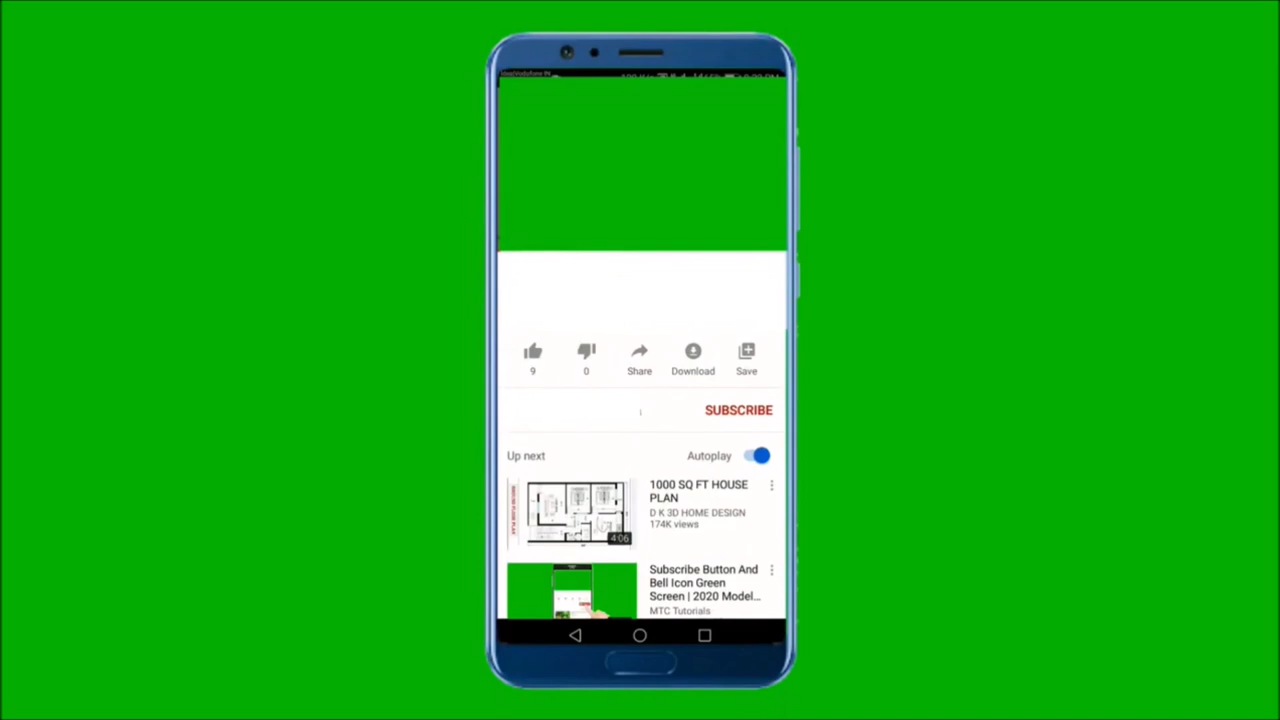 9
0
Share
Download
Save
SUBSCRIBE
Up next
Autoplay
1000 SQ FT HOUSE
PLAN
D K 3D HOME DESIGN
174K views
4:06
Subscribe Button And
Bell Icon Green
Screen | 2020 Model...
MTC Tutorials